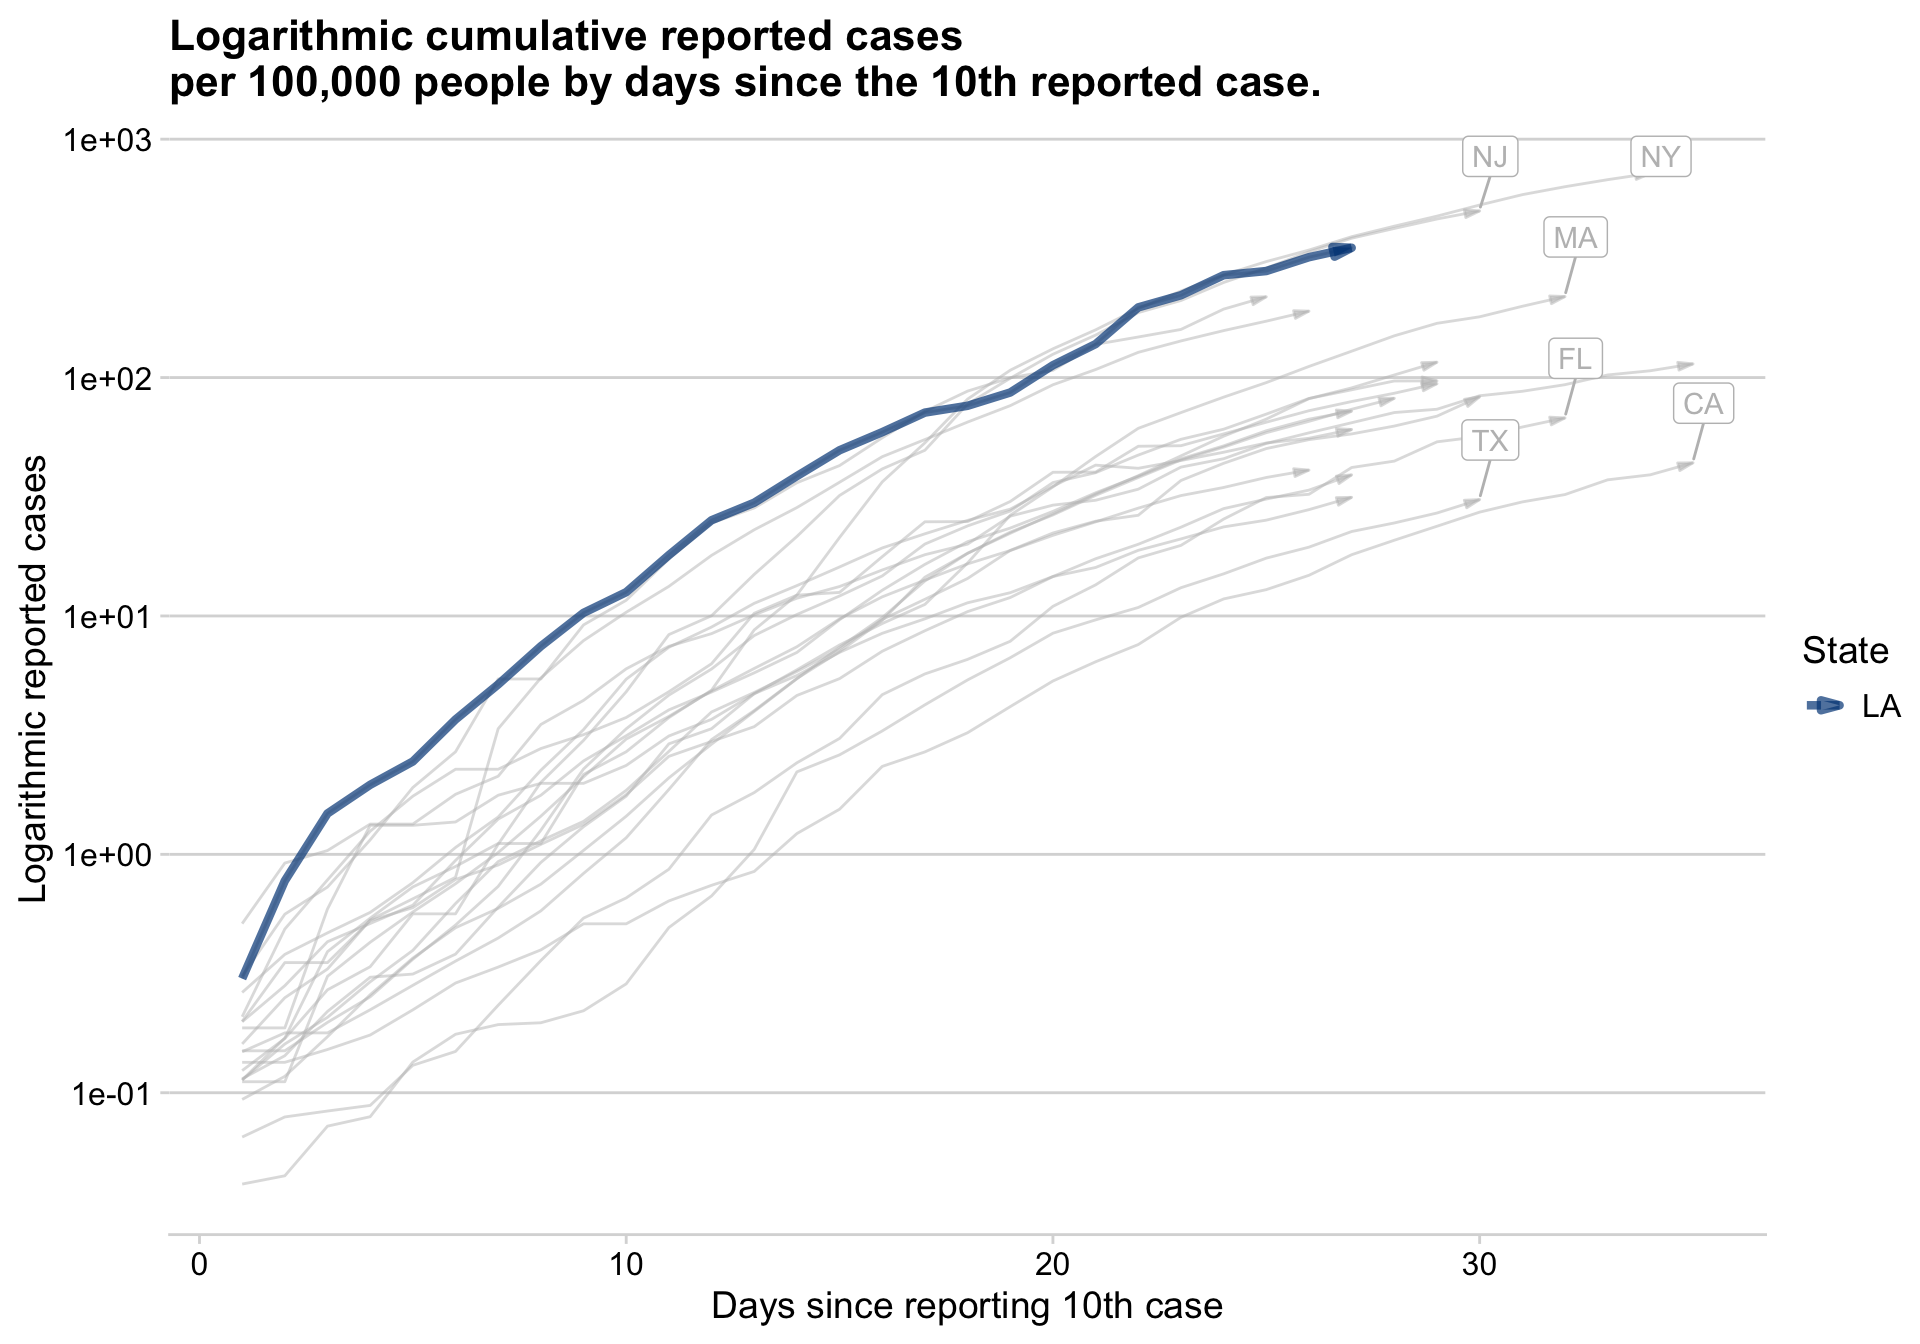 Logarithmic cumulative reported cases
per 100,000 people by days since the 10th reported case.
1e+03
1e+02
1e+01
1e+00
1e-01
Logarithmic reported cases
NJ
NY
MA
FL
CA
TX
State
LA
0
10
20
30
Days since reporting 10th case